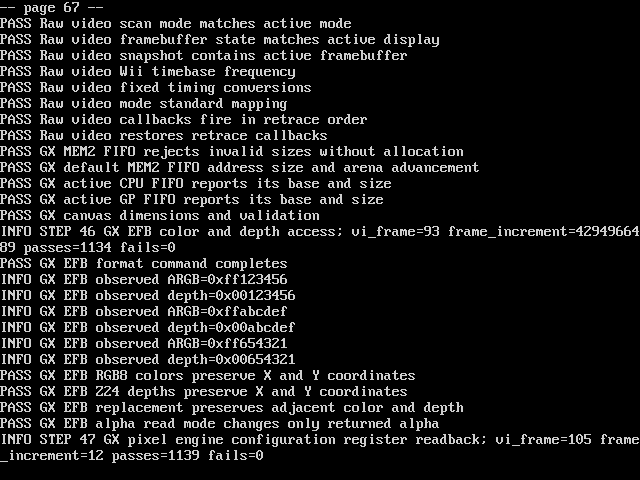 -- page 67 --
PASS Raw video scan mode matches active mode
PASS Raw video framebuffer state matches active display
PASS Raw video snapshot contains active framebuffer
PASS Raw video Wii timebase frequency
PASS Raw video fixed timing conversions
PASS Raw video mode standard mapping
PASS Raw video callbacks fire in retrace order
PASS Raw video restores retrace callbacks
PASS GX MEM2 FIFO rejects invalid sizes without allocation
PASS GX default MEM2 FIFO address size and arena advancement
PASS GX active CPU FIFO reports its base and size
PASS GX active GP FIFO reports its base and size
PASS GX canvas dimensions and validation
INFO STEP 46 GX EFB color and depth access; vi_frame=93 frame_increment=42949664
89 passes=1134 fails=0
PASS GX EFB format command completes
INFO GX EFB observed ARGB=0xff123456
INFO GX EFB observed depth=0x00123456
INFO GX EFB observed ARGB=0xffabcdef
INFO GX EFB observed depth=0x00abcdef
INFO GX EFB observed ARGB=0xff654321
INFO GX EFB observed depth=0x00654321
PASS GX EFB RGB8 colors preserve X and Y coordinates
PASS GX EFB Z24 depths preserve X and Y coordinates
PASS GX EFB replacement preserves adjacent color and depth
PASS GX EFB alpha read mode changes only returned alpha
INFO STEP 47 GX pixel engine configuration register readback; vi_frame=105 frame
_increment=12 passes=1139 fails=0